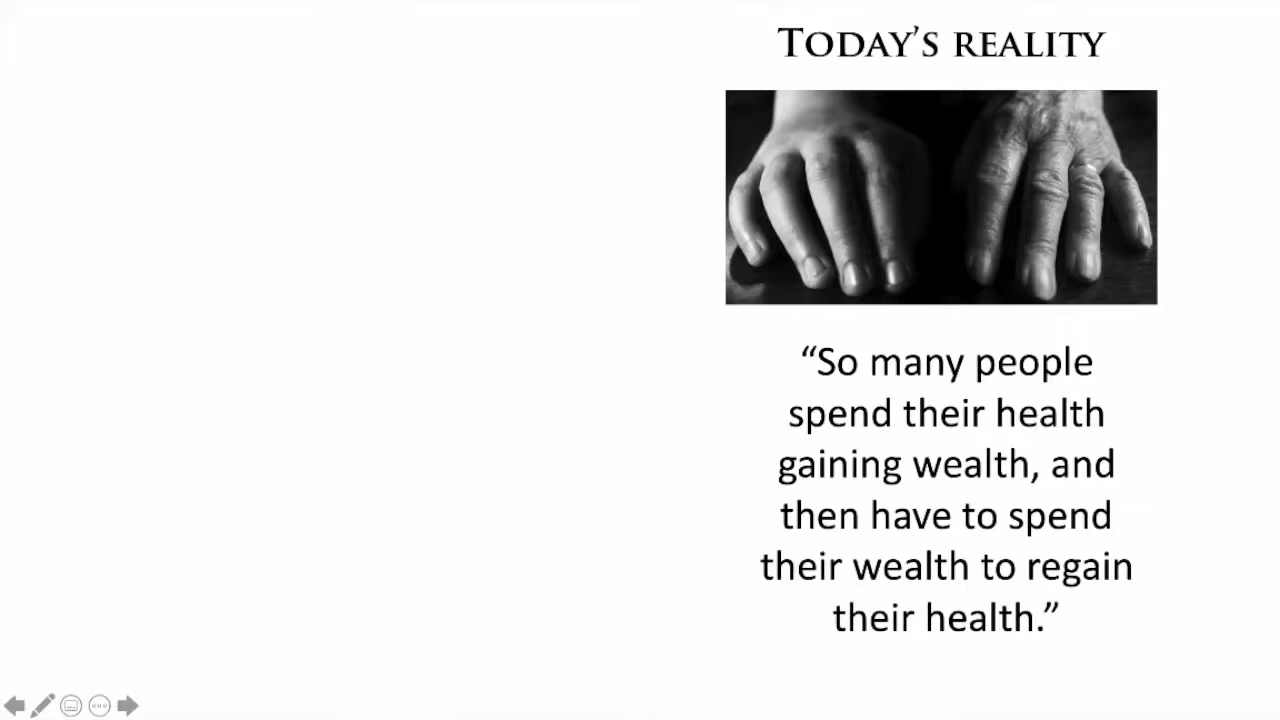 TODAY’S REALITY
“So many people
spend their health
gaining wealth, and
then have to spend
their wealth to regain
their health.”